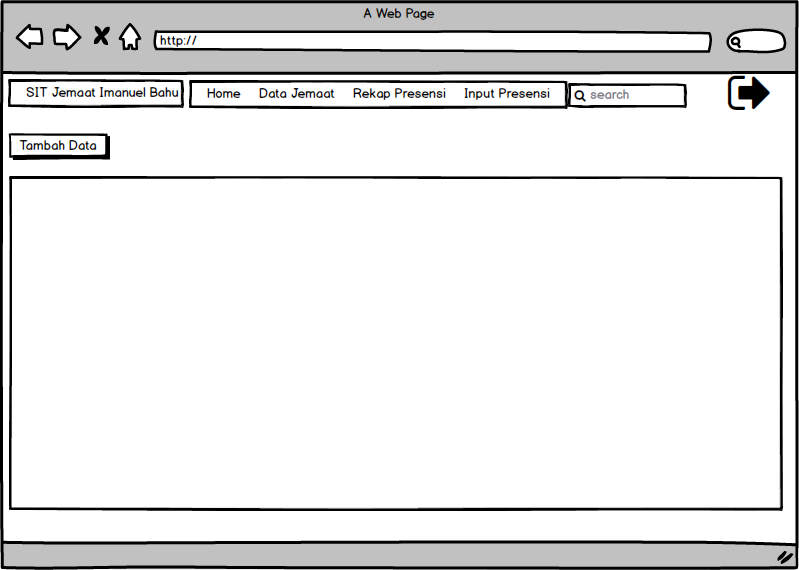 A Web Page
http://
SIT Jemaat Imanuel Bahu
Home Data Jemaat Rekap Presensi Input Presensi
search
Tambah Data